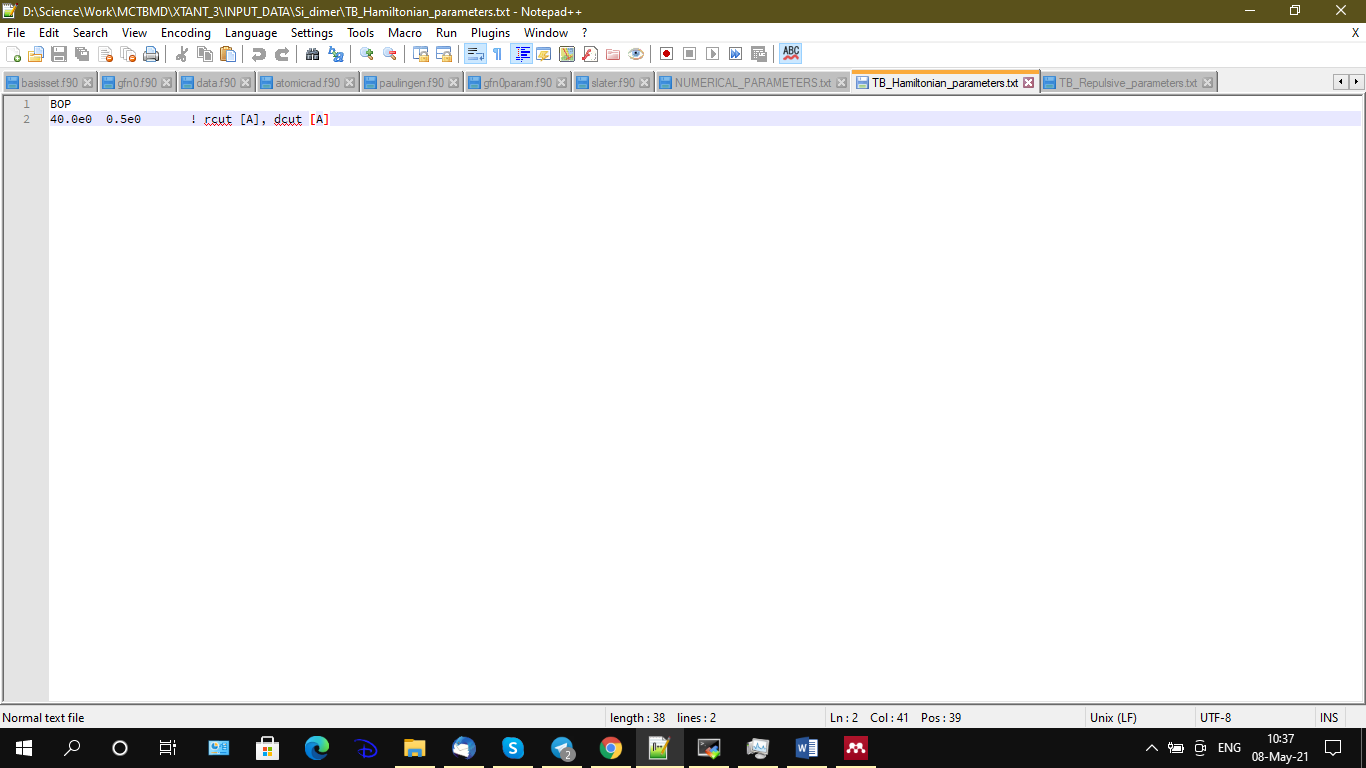 D:\Science\Work\MCTBMD\XTANT_3\INPUT_DATA\Si_dimer\TB_Hamiltonian_parameters.txt - Notepad++
File Edit Search View Encoding Language Settings Tools Macro Run Plugins Window ? X
ABC
basisset.f90 gfn0.f90 data.f90 atomicrad.f90 paulingen.f90 gfn0param.f90 slater.f90 NUMERICAL_PARAMETERS.txt TB_Hamiltonian_parameters.txt TB_Repulsive_parameters.txt
1 BOP
2 40.0e0 0.5e0 ! rcut [A], dcut [A]
Normal text file length : 38 lines : 2 Ln : 2 Col : 41 Pos : 39 Unix (LF) UTF-8 INS
2 ENG 10:37
08-May-21